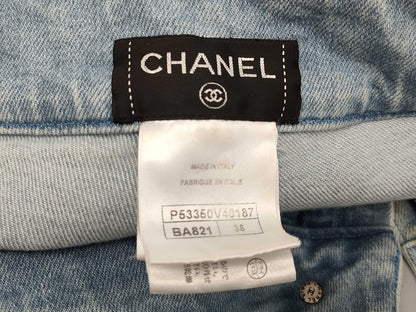 CHANEL
MADE IN ITALY
FABRIQUE EN ITALIE
P53350V40187
BA821 38